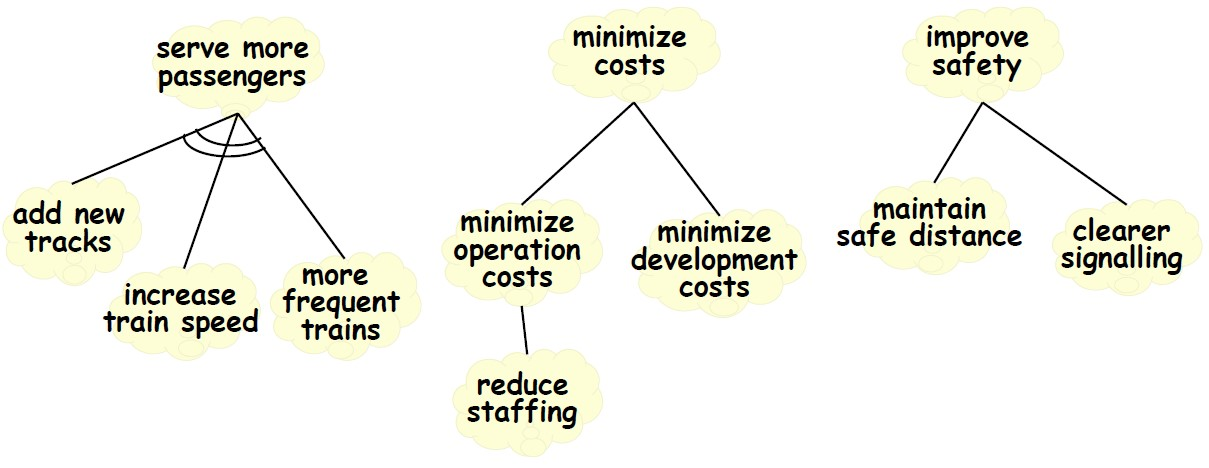 serve more
passengers
minimize
costs
improve
safety
add new
tracks
increase
train speed
more
frequent
trains
minimize
operation
costs
minimize
development
costs
maintain
safe distance
clearer
signalling
reduce
staffing